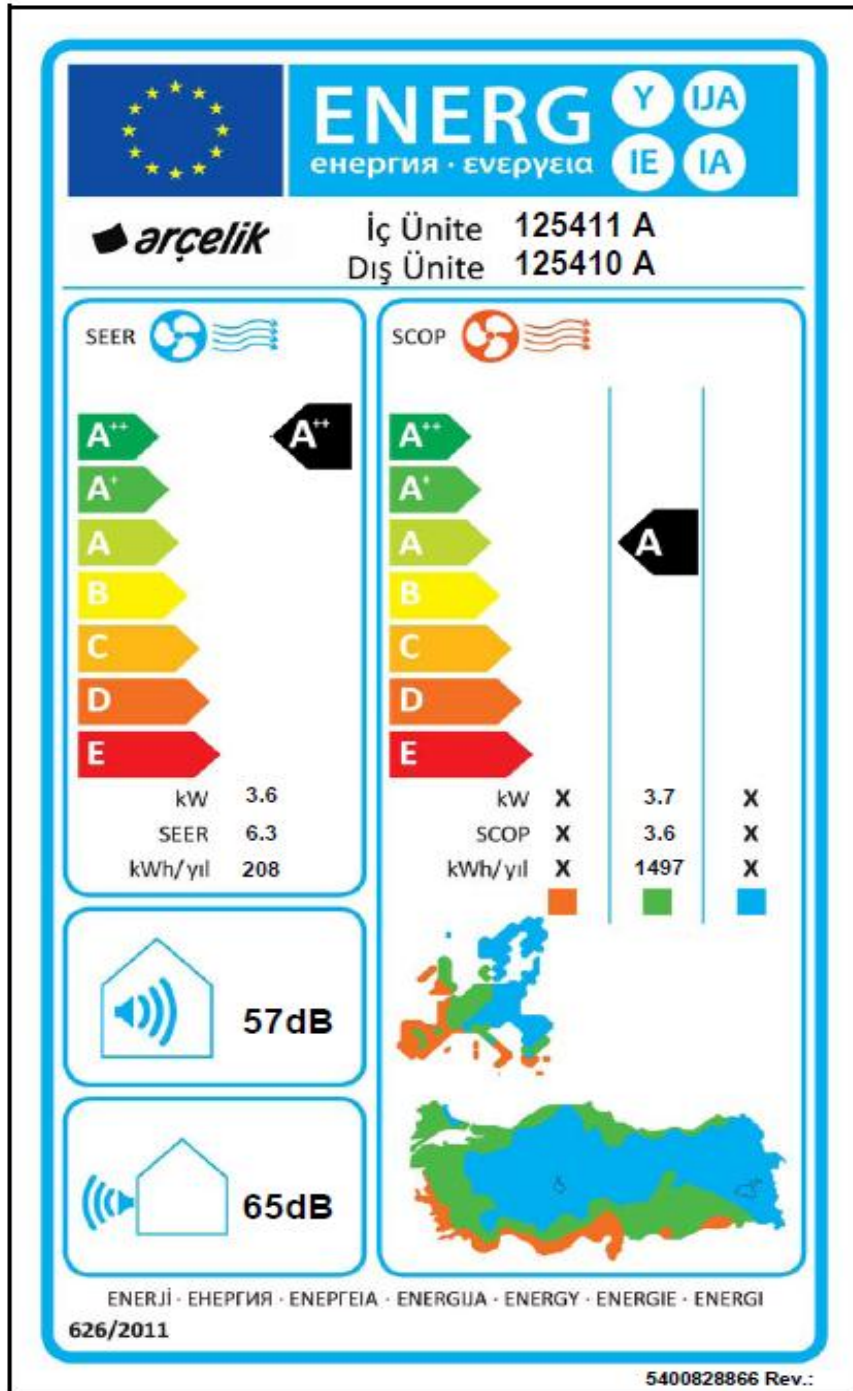 ENERG Y IJA
енергия · ενεργεια IE IA
arçelik
İç Ünite 125411 A
Dış Ünite 125410 A
SEER
A++ A++
A+
A
B
C
D
E
kW 3.6
SEER 6.3
kWh/yıl 208
SCOP
A++
A+
A A
B
C
D
E
kW X 3.7 X
SCOP X 3.6 X
kWh/yıl X 1497 X
57dB
65dB
ENERJİ · ЕНЕРГИЯ · ΕΝΕΡΓΕΙΑ · ENERGIJA · ENERGY · ENERGIE · ENERGI
626/2011
5400828866 Rev.: